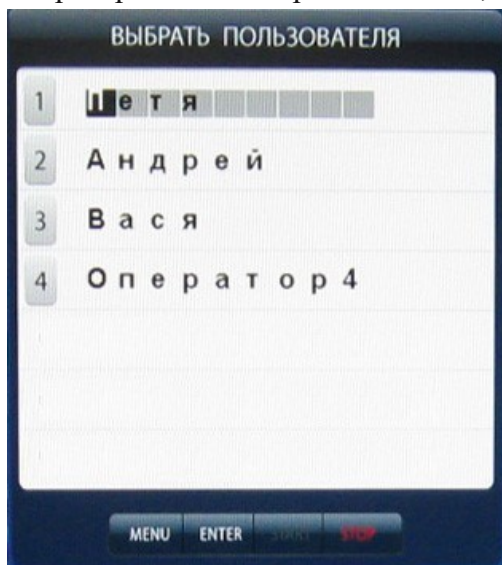 ВЫБРАТЬ ПОЛЬЗОВАТЕЛЯ
1 Петя
2 Андрей
3 Вася
4 Оператор4
MENU ENTER START STOP